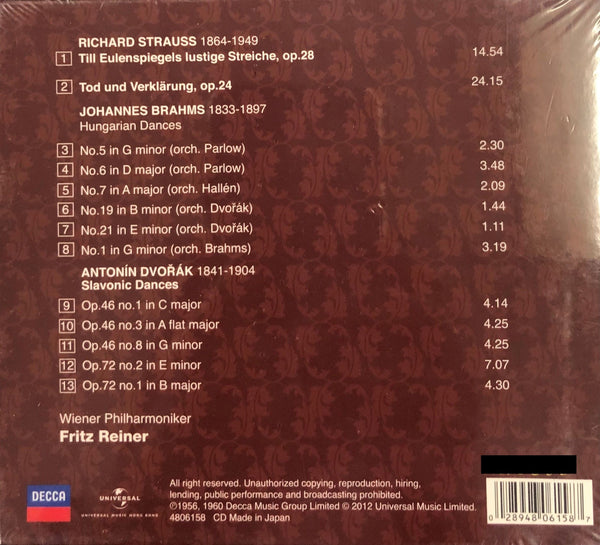 RICHARD STRAUSS 1864-1949
1 Till Eulenspiegels lustige Streiche, op.28 14.54
2 Tod und Verklärung, op.24 24.15
JOHANNES BRAHMS 1833-1897
Hungarian Dances
3 No.5 in G minor (orch. Parlow) 2.30
4 No.6 in D major (orch. Parlow) 3.48
5 No.7 in A major (orch. Hallén) 2.09
6 No.19 in B minor (orch. Dvořák) 1.44
7 No.21 in E minor (orch. Dvořák) 1.11
8 No.1 in G minor (orch. Brahms) 3.19
ANTONÍN DVOŘÁK 1841-1904
Slavonic Dances
9 Op.46 no.1 in C major 4.14
10 Op.46 no.3 in A flat major 4.25
11 Op.46 no.8 in G minor 4.25
12 Op.72 no.2 in E minor 7.07
13 Op.72 no.1 in B major 4.30
Wiener Philharmoniker
Fritz Reiner
DECCA
UNIVERSAL
UNIVERSAL MUSIC HONG KONG
All right reserved. Unauthorized copying, reproduction, hiring,
lending, public performance and broadcasting prohibited.
℗1956, 1960 Decca Music Group Limited © 2012 Universal Music Limited.
4806158 CD Made in Japan
0 28948 06158 7